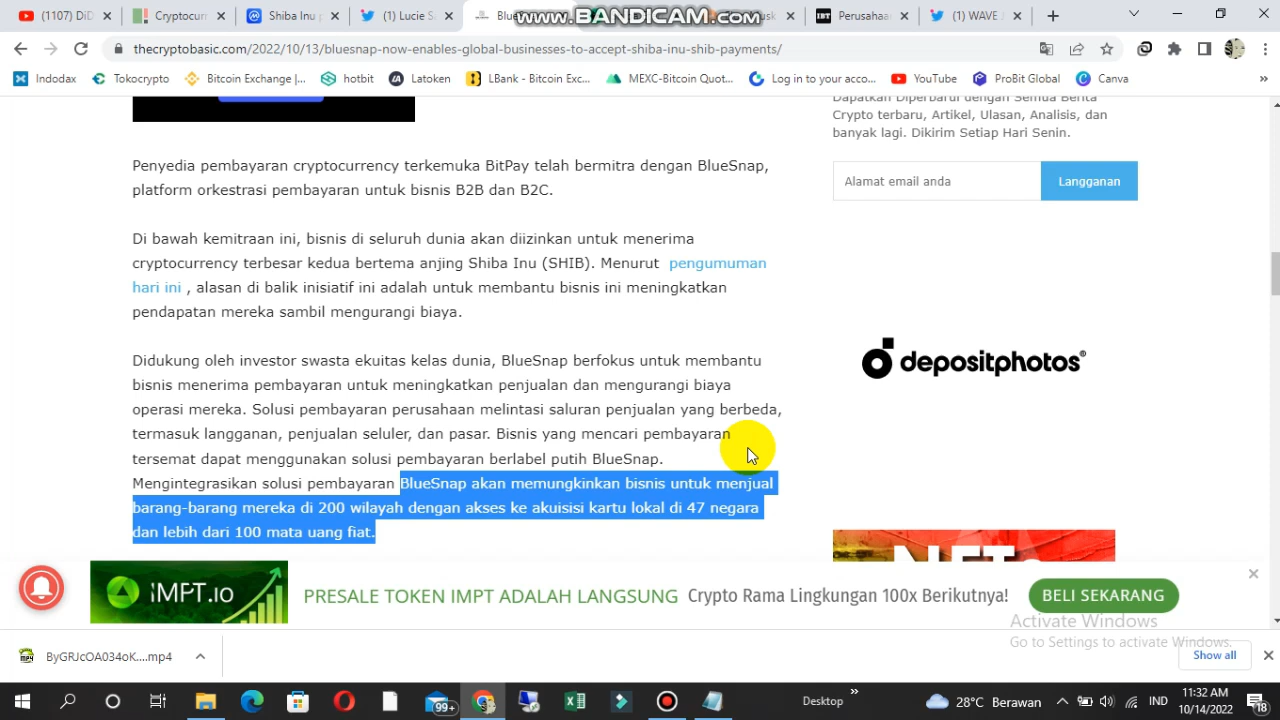 (1107) B
Cryptocurren
Shiba Inu p
(1) Lucie S
BlueSn
usk
Perusahaa
(1) WAVE
www.BANDICAM.com
thecryptobasic.com/2022/10/13/bluesnap-now-enables-global-businesses-to-accept-shiba-inu-shib-payments/
Indodax
Tokocrypto
Bitcoin Exchange |...
hotbit
Latoken
LBank - Bitcoin Exc...
MEXC-Bitcoin Quot...
Log in to your acco...
YouTube
ProBit Global
Canva
»
Dapatkan Diperbarui dengan Semua Berita
Crypto terbaru, Artikel, Ulasan, Analisis, dan
banyak lagi. Dikirim Setiap Hari Senin.
Alamat email anda
Langganan
Penyedia pembayaran cryptocurrency terkemuka BitPay telah bermitra dengan BlueSnap,
platform orkestrasi pembayaran untuk bisnis B2B dan B2C.
Di bawah kemitraan ini, bisnis di seluruh dunia akan diizinkan untuk menerima
cryptocurrency terbesar kedua bertema anjing Shiba Inu (SHIB). Menurut pengumuman
hari ini , alasan di balik inisiatif ini adalah untuk membantu bisnis ini meningkatkan
pendapatan mereka sambil mengurangi biaya.
Didukung oleh investor swasta ekuitas kelas dunia, BlueSnap berfokus untuk membantu
bisnis menerima pembayaran untuk meningkatkan penjualan dan mengurangi biaya
operasi mereka. Solusi pembayaran perusahaan melintasi saluran penjualan yang berbeda,
termasuk langganan, penjualan seluler, dan pasar. Bisnis yang mencari pembayaran
tersemat dapat menggunakan solusi pembayaran berlabel putih BlueSnap.
Mengintegrasikan solusi pembayaran BlueSnap akan memungkinkan bisnis untuk menjual
barang-barang mereka di 200 wilayah dengan akses ke akuisisi kartu lokal di 47 negara
dan lebih dari 100 mata uang fiat.
depositphotos®
NFTs
IMPT.io
PRESALE TOKEN IMPT ADALAH LANGSUNG
Crypto Rama Lingkungan 100x Berikutnya!
BELI SEKARANG
Activate Windows
Go to Settings to activate Windows.
ByGRJcOA034oK....mp4
Show all
99+
Desktop
»
28°C Berawan
IND
11:32 AM
10/14/2022
18